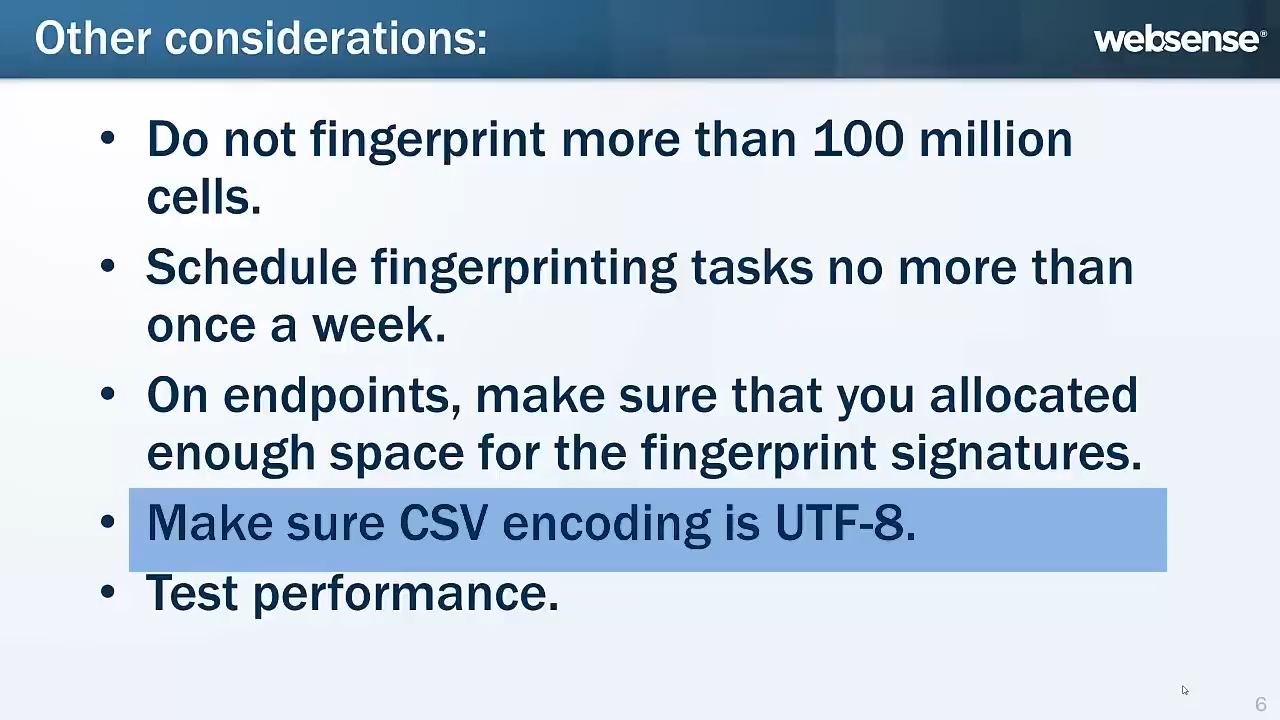 Other considerations:
websense®
• Do not fingerprint more than 100 million
cells.
• Schedule fingerprinting tasks no more than
once a week.
• On endpoints, make sure that you allocated
enough space for the fingerprint signatures.
• Make sure CSV encoding is UTF-8.
• Test performance.
6